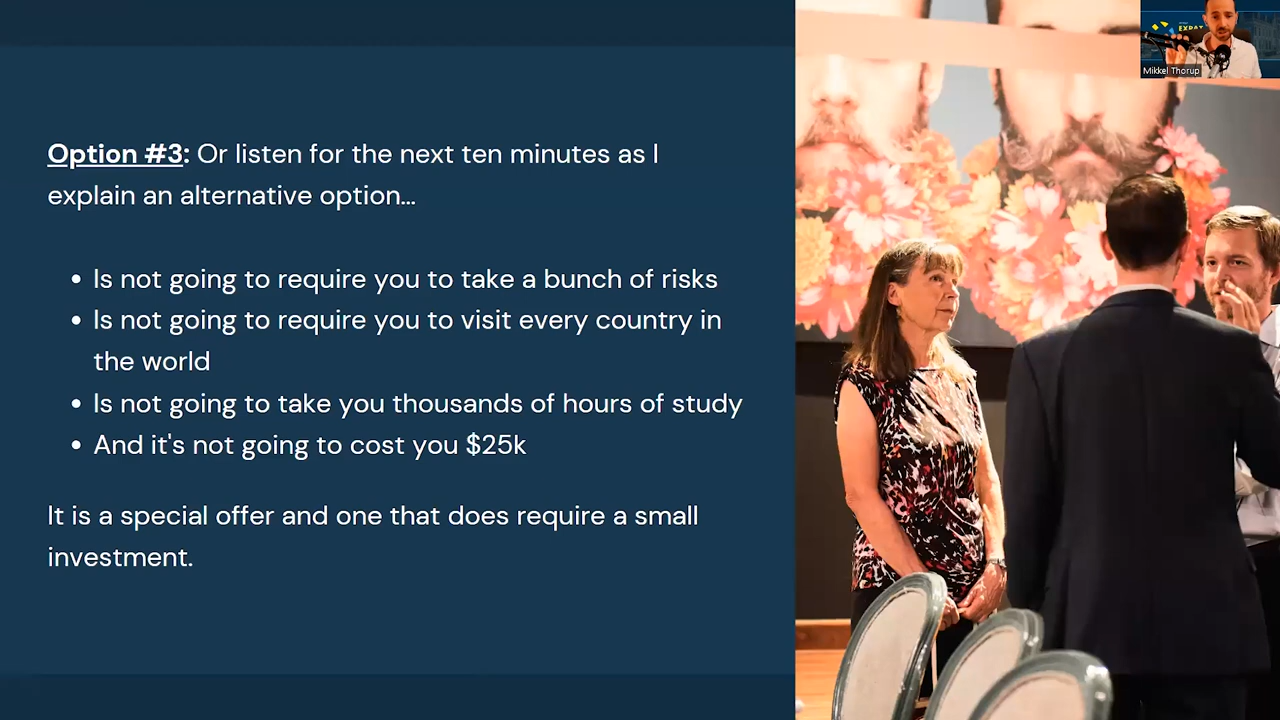 Option #3: Or listen for the next ten minutes as I
explain an alternative option...
• Is not going to require you to take a bunch of risks
• Is not going to require you to visit every country in
the world
• Is not going to take you thousands of hours of study
• And it's not going to cost you $25k
It is a special offer and one that does require a small
investment.
EXPAT
Mikkel Thorup